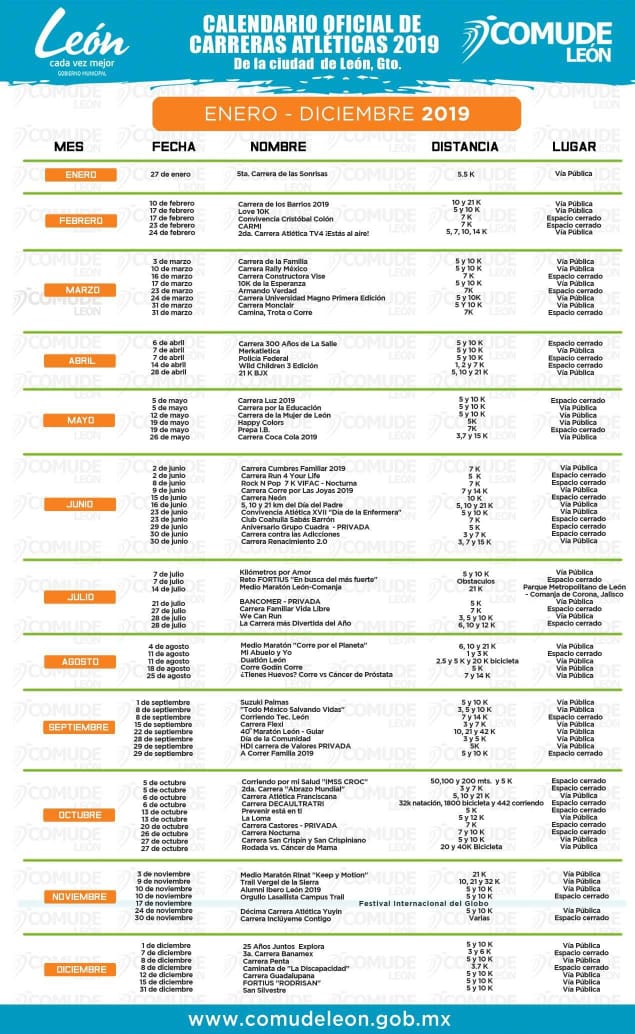 León
cada vez mejor
GOBIERNO MUNICIPAL
CALENDARIO OFICIAL DE
CARRERAS ATLÉTICAS 2019
De la ciudad de León, Gto.
COMUDE
LEÓN
ENERO - DICIEMBRE 2019
MES FECHA NOMBRE DISTANCIA LUGAR
ENERO 27 de enero 5ta. Carrera de las Sonrisas 5.5 K Vía Pública
FEBRERO
10 de febrero Carrera de los Barrios 2019 10 y 21 K Vía Pública
17 de febrero Love 10K 5 y 10 K Vía Pública
17 de febrero Convivencia Cristóbal Colón 7 K Espacio cerrado
23 de febrero CARMI 7 K Espacio cerrado
24 de febrero 2da. Carrera Atlética TV4 ¡Estás al aire! 5, 7, 10, 14 K Vía Pública
MARZO
3 de marzo Carrera de la Familia 5 y 10 K Vía Pública
10 de marzo Carrera Rally México 5 y 10 K Vía Pública
16 de marzo Carrera Constructora Vise 7 K Espacio cerrado
17 de marzo 10K de la Esperanza 5 y 10 K Vía Pública
23 de marzo Armando Verdad 7K Espacio cerrado
24 de marzo Carrera Universidad Magno Primera Edición 5 y 10K Vía Pública
31 de marzo Carrera Monclair 5 Y 10 K Vía Pública
31 de marzo Camina, Trota o Corre 7K Espacio cerrado
ABRIL
6 de abril Carrera 300 Años de La Salle 5 y 10 K Espacio cerrado
7 de abril Merkatletica 5 y 10 K Vía Pública
7 de abril Policía Federal 5 y 10 K Espacio cerrado
14 de abril Wild Children 3 Edición 1, 2 y 7 K Espacio cerrado
28 de abril 21 K BJX 5, 10 y 21 K Vía Pública
MAYO
5 de mayo Carrera Luz 2019 5 y 10 K Espacio cerrado
5 de mayo Carrera por la Educación 5 y 10 K Vía Pública
12 de mayo Carrera de la Mujer de León 5 y 10 K Vía Pública
19 de mayo Happy Colors 5K Vía Pública
19 de mayo Prepa I.B. 7K Espacio cerrado
26 de mayo Carrera Coca Cola 2019 3,7 y 15 K Vía Pública
JUNIO
2 de junio Carrera Cumbres Familiar 2019 7 K Vía Pública
2 de junio Carrera Run 4 Your Life 5 K Espacio cerrado
8 de junio Rock N Pop 7 K VIFAC - Nocturna 7 K Espacio cerrado
9 de junio Carrera Corre por Las Joyas 2019 7 y 14 K Vía Pública
15 de junio Carrera Neón 10 K Espacio cerrado
16 de junio 5, 10 y 21 km del Día del Padre 5, 10 y 21 K Vía Pública
23 de junio Convivencia Atlética XVII "Día de la Enfermera" 5 y 10 K Vía Pública
23 de junio Club Coahuila Sabás Barrón 7 K Espacio cerrado
29 de junio Aniversario Grupo Cuadra - PRIVADA 5 K Espacio cerrado
30 de junio Carrera contra las Adicciones 3 y 7 K Espacio cerrado
30 de junio Carrera Renacimiento 2.0 3, 7 y 15 K Vía Pública
JULIO
7 de julio Kilómetros por Amor 5 y 10 K Vía Pública
7 de julio Reto FORTIUS "En busca del más fuerte" Obstaculos Espacio cerrado
14 de julio Medio Maratón León-Comanja 21 K Parque Metropolitano de León
- Comanja de Corona, Jalisco
21 de julio BANCOMER - PRIVADA 5 K Vía Pública
27 de julio Carrera Familiar Vida Libre 7 K Espacio cerrado
28 de julio We Can Run 3, 5 y 10 K Vía Pública
28 de julio La Carrera más Divertida del Año 6, 10 y 12 K Espacio cerrado
AGOSTO
4 de agosto Medio Maratón "Corre por el Planeta" 6, 10 y 21 K Vía Pública
11 de agosto Mi Abuelo y Yo 1 y 3 K Espacio cerrado
11 de agosto Duatlón León 2.5 y 5 K y 20 K bicicleta Vía Pública
18 de agosto Corre Godín Corre 5 K Vía Pública
25 de agosto ¿Tienes Huevos? Corre vs Cáncer de Próstata 7 y 14 K Vía Pública
SEPTIEMBRE
1 de septiembre Suzuki Palmas 5 y 10 K Vía Pública
8 de septiembre "Todo México Salvando Vidas" 3, 5 y 10 K Vía Pública
8 de septiembre Corriendo Tec. León 7 y 14 K Espacio cerrado
15 de septiembre Carrera Flexi 3 y 7 K Vía Pública
22 de septiembre 40° Maratón León - Guiar 10, 21 y 42 K Vía Pública
28 de septiembre Día de la Comunidad 3 y 5 K Vía Pública
29 de septiembre HDI carrera de Valores PRIVADA 5K Espacio cerrado
29 de septiembre A Correr Familia 2019 5 y 10 K Vía Pública
OCTUBRE
5 de octubre Corriendo por mi Salud "IMSS CROC" 50,100 y 200 mts. y 5 K Espacio cerrado
5 de octubre 2da. Carrera "Abrazo Mundial" 3 y 7 K Espacio cerrado
6 de octubre Carrera Atlética Franciscana 5, 10 y 21 K Vía Pública
6 de octubre Carrera DECAULTRATRI 32k natación, 1800 bicicleta y 442 corriendo Espacio cerrado
13 de octubre Prevenir está en ti 5 K Espacio cerrado
13 de octubre La Loma 5 y 12 K Vía Pública
20 de octubre Carrera Castores - PRIVADA 7 K Espacio cerrado
26 de octubre Carrera Nocturna 7 y 10 K Espacio cerrado
27 de octubre Carrera San Crispín y San Crispiniano 5 y 10 K Vía Pública
27 de octubre Rodada vs. Cáncer de Mama 20 y 40K Bicicleta Vía Pública
NOVIEMBRE
3 de noviembre Medio Maratón Rinat "Keep y Motion" 21 K Vía Pública
9 de noviembre Trail Vergel de la Sierra 10, 21 y 32 K Vía Pública
10 de noviembre Alumni Ibero León 2019 5 y 10 K Vía Pública
10 de noviembre Orgullo Lasallista Campus Trail 5 y 10 K Espacio cerrado
17 de noviembre Festival Internacional del Globo
24 de noviembre Décima Carrera Atlética Yuyin 5 y 10 K Vía Pública
30 de noviembre Carrera Inclúyeme Contigo Varias Espacio cerrado
DICIEMBRE
1 de diciembre 25 Años Juntos Explora 5 y 10 K Vía Pública
7 de diciembre 3a. Carrera Banamex 3 y 6 K Espacio cerrado
8 de diciembre Carrera Penta 5 y 10 K Vía Pública
8 de diciembre Caminata de "La Discapacidad" 3.7 K Espacio cerrado
12 de diciembre Carrera Guadalupana 5 y 10 K Vía Pública
15 de diciembre FORTIUS "RODRISAN" 5 y 10 K Vía Pública
31 de diciembre San Silvestre 5 y 10 K Vía Pública
www.comudeleon.gob.mx